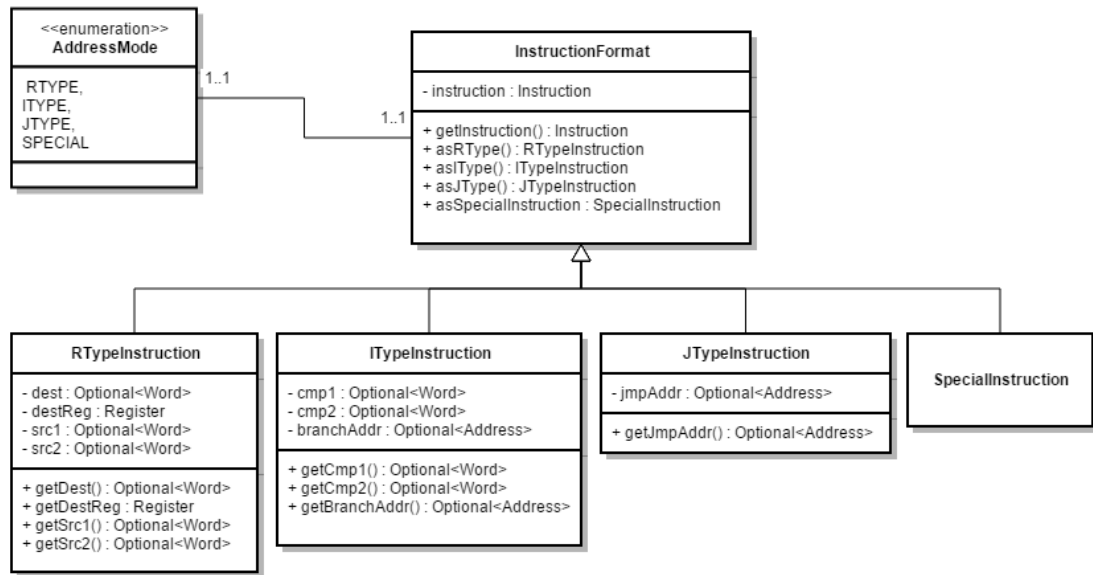 <<enumeration>>
AddressMode
RTYPE,
ITYPE,
JTYPE,
SPECIAL
1..1
1..1
InstructionFormat
- instruction : Instruction
+ getInstruction() : Instruction
+ asRType() : RTypeInstruction
+ asIType() : ITypeInstruction
+ asJType() : JTypeInstruction
+ asSpecialInstruction : SpecialInstruction
RTypeInstruction
- dest : Optional<Word>
- destReg : Register
- src1 : Optional<Word>
- src2 : Optional<Word>
+ getDest() : Optional<Word>
+ getDestReg : Register
+ getSrc1() : Optional<Word>
+ getSrc2() : Optional<Word>
ITypeInstruction
- cmp1 : Optional<Word>
- cmp2 : Optional<Word>
- branchAddr : Optional<Address>
+ getCmp1() : Optional<Word>
+ getCmp2() : Optional<Word>
+ getBranchAddr() : Optional<Address>
JTypeInstruction
- jmpAddr : Optional<Address>
+ getJmpAddr() : Optional<Address>
SpecialInstruction